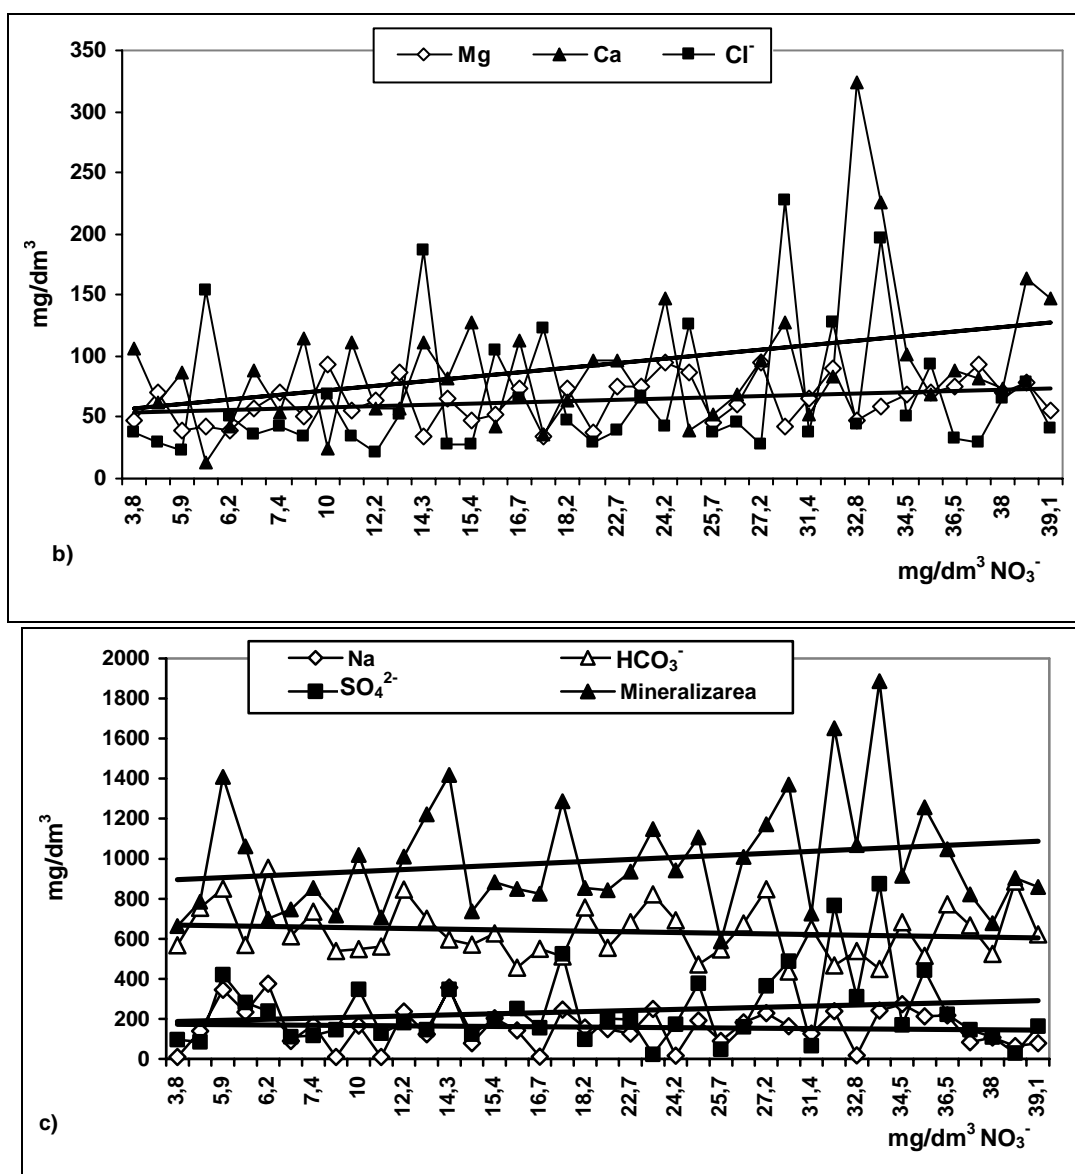 Mg Ca Cl⁻
350
300
250
200
150
100
50
0
mg/dm³
3,8 5,9 6,2 7,4 10 12,2 14,3 15,4 16,7 18,2 22,7 24,2 25,7 27,2 31,4 32,8 34,5 36,5 38 39,1
b)
mg/dm³ NO₃⁻
Na HCO₃⁻
SO₄²⁻ Mineralizarea
2000
1800
1600
1400
1200
1000
800
600
400
200
0
mg/dm³
3,8 5,9 6,2 7,4 10 12,2 14,3 15,4 16,7 18,2 22,7 24,2 25,7 27,2 31,4 32,8 34,5 36,5 38 39,1
c)
mg/dm³ NO₃⁻